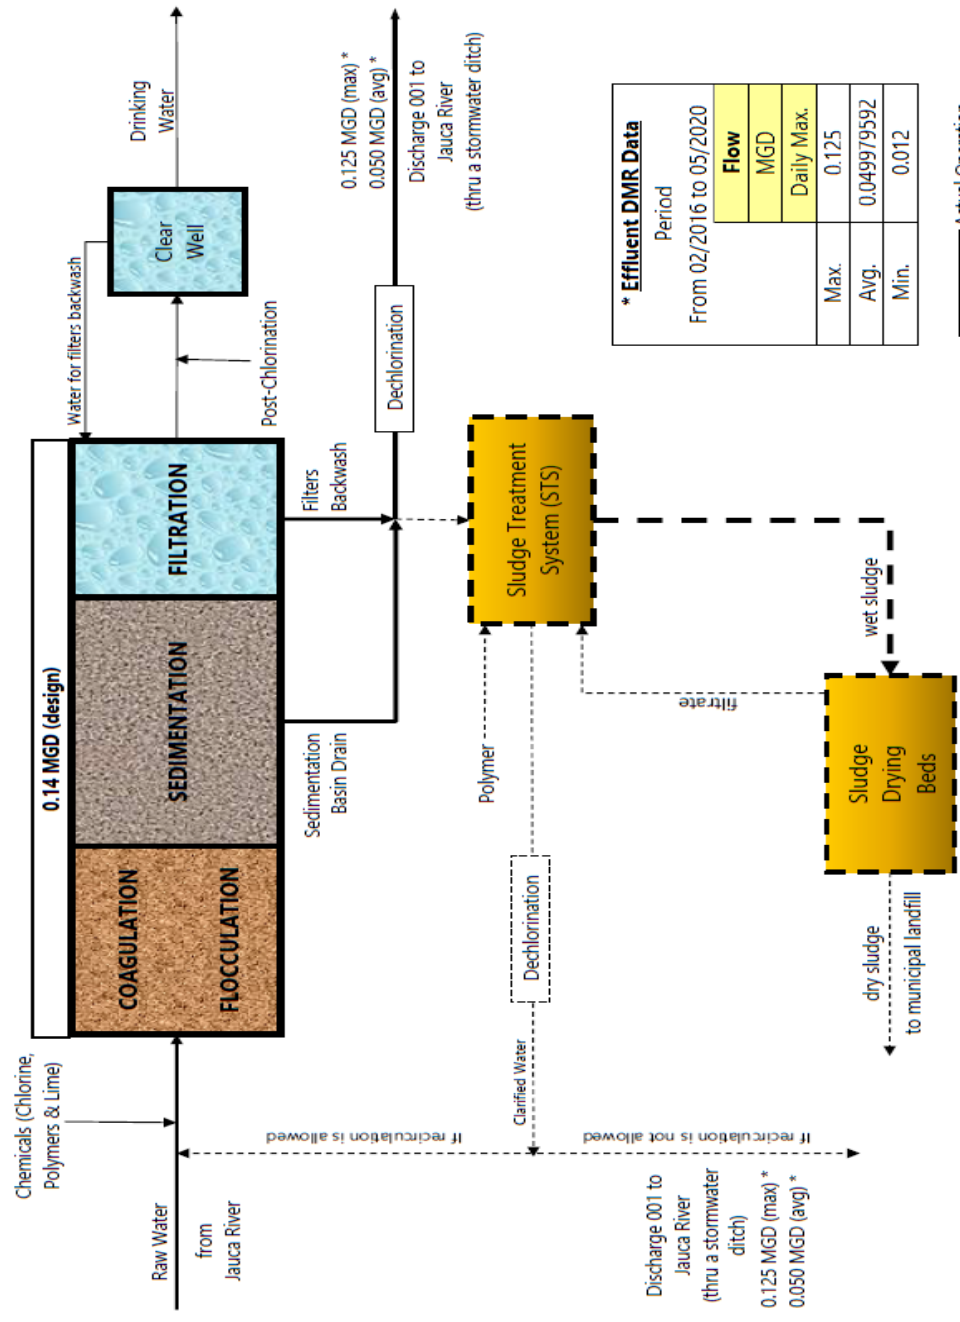 0.14 MGD (design)
Chemicals (Chlorine,
Polymers & Lime)
Raw Water
from
Jauca River
COAGULATION
FLOCCULATION
SEDIMENTATION
FILTRATION
Water for filters backwash
Post-Chlorination
Clear
Well
Drinking
Water
Sedimentation
Basin Drain
Filters
Backwash
Dechlorination
0.125 MGD (max) *
0.050 MGD (avg) *
Discharge 001 to
Jauca River
(thru a stormwater ditch)
If recirculation is allowed
If recirculation is not allowed
Clarified Water
Dechlorination
Polymer
Sludge Treatment
System (STS)
filtrate
wet sludge
Sludge
Drying
Beds
dry sludge
to municipal landfill
Discharge 001 to
Jauca River
(thru a stormwater
ditch)
0.125 MGD (max) *
0.050 MGD (avg) *
* Effluent DMR Data
Period
From 02/2016 to 05/2020
Flow
MGD
Daily Max.
Max. 0.125
Avg. 0.049979592
Min. 0.012
Actual Operation